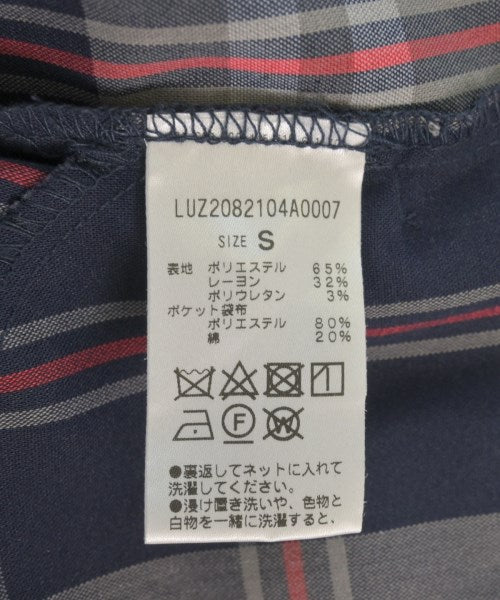 LUZ2082104A0007
SIZE S
表地 ポリエステル 65%
レーヨン 32%
ポリウレタン 3%
ポケット袋布
ポリエステル 80%
綿 20%
F W
●裏返してネットに入れて
洗濯してください。
●浸け置き洗いや、色物と
白物を一緒に洗濯すると、